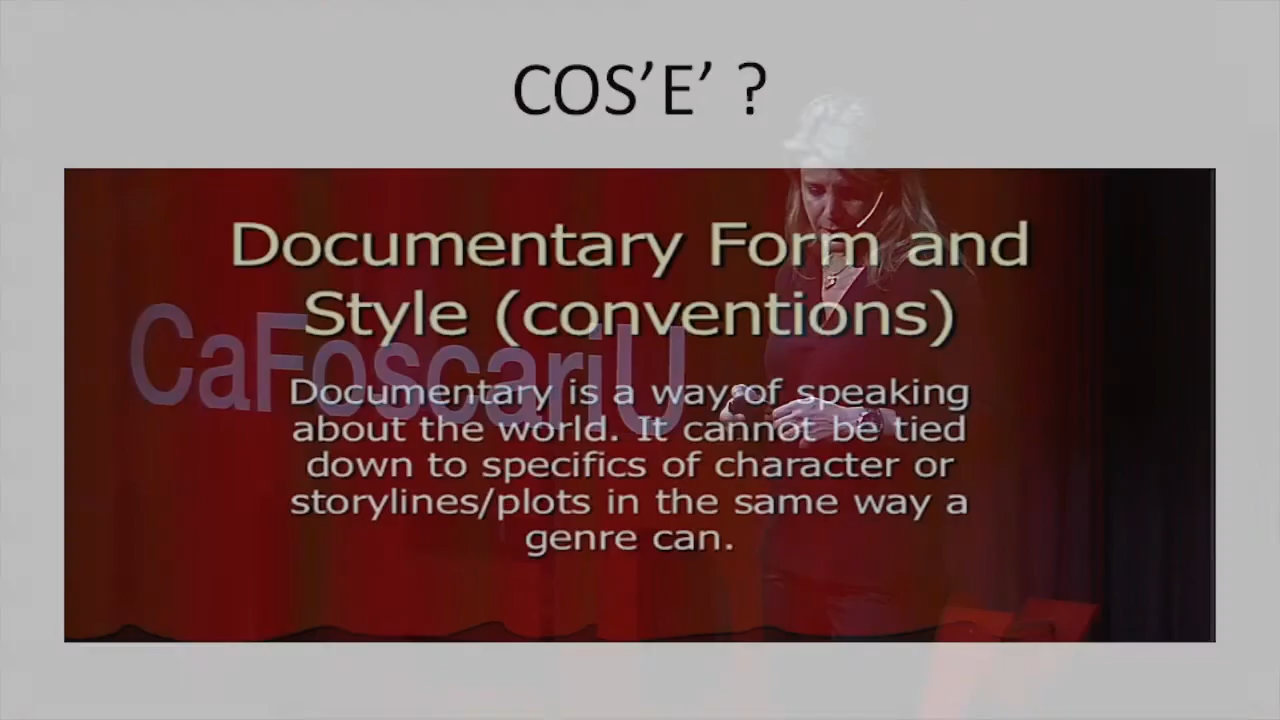 COS’E’ ?
Documentary Form and
Style (conventions)
CaFoscariU
Documentary is a way of speaking
about the world. It cannot be tied
down to specifics of character or
storylines/plots in the same way a
genre can.